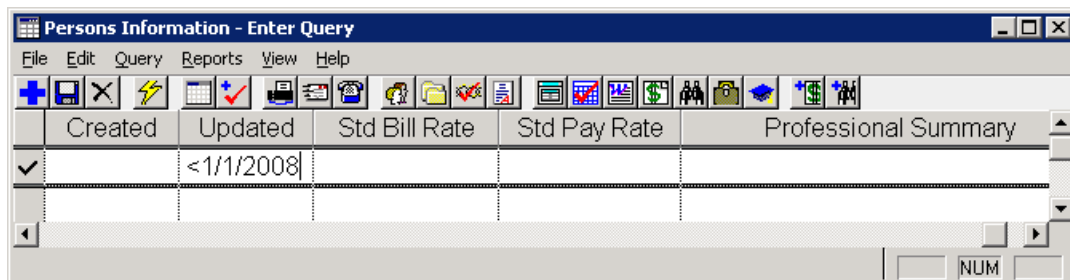 Persons Information - Enter Query
File Edit Query Reports View Help
Created Updated Std Bill Rate Std Pay Rate Professional Summary
<1/1/2008
NUM